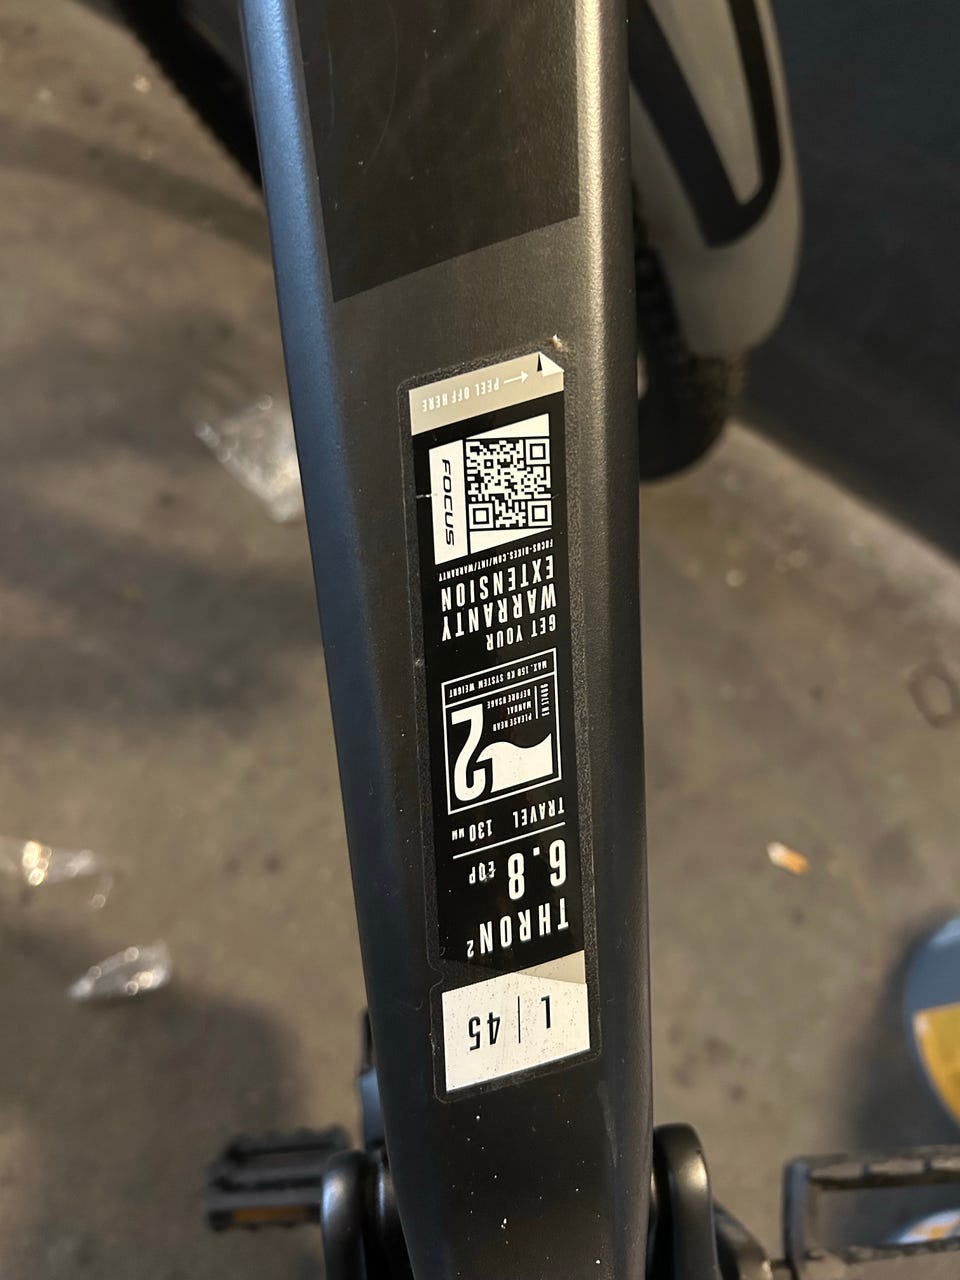 L | 45
THRON²
6.8 EQP
TRAVEL 130 MM
2
PLEASE READ
MANUAL
BEFORE USAGE
MAX. 150 KG SYSTEM WEIGHT
GET YOUR
WARRANTY
EXTENSION
FOCUS-BIKES.COM/INT/WARRANTY
FOCUS
PEEL OFF HERE